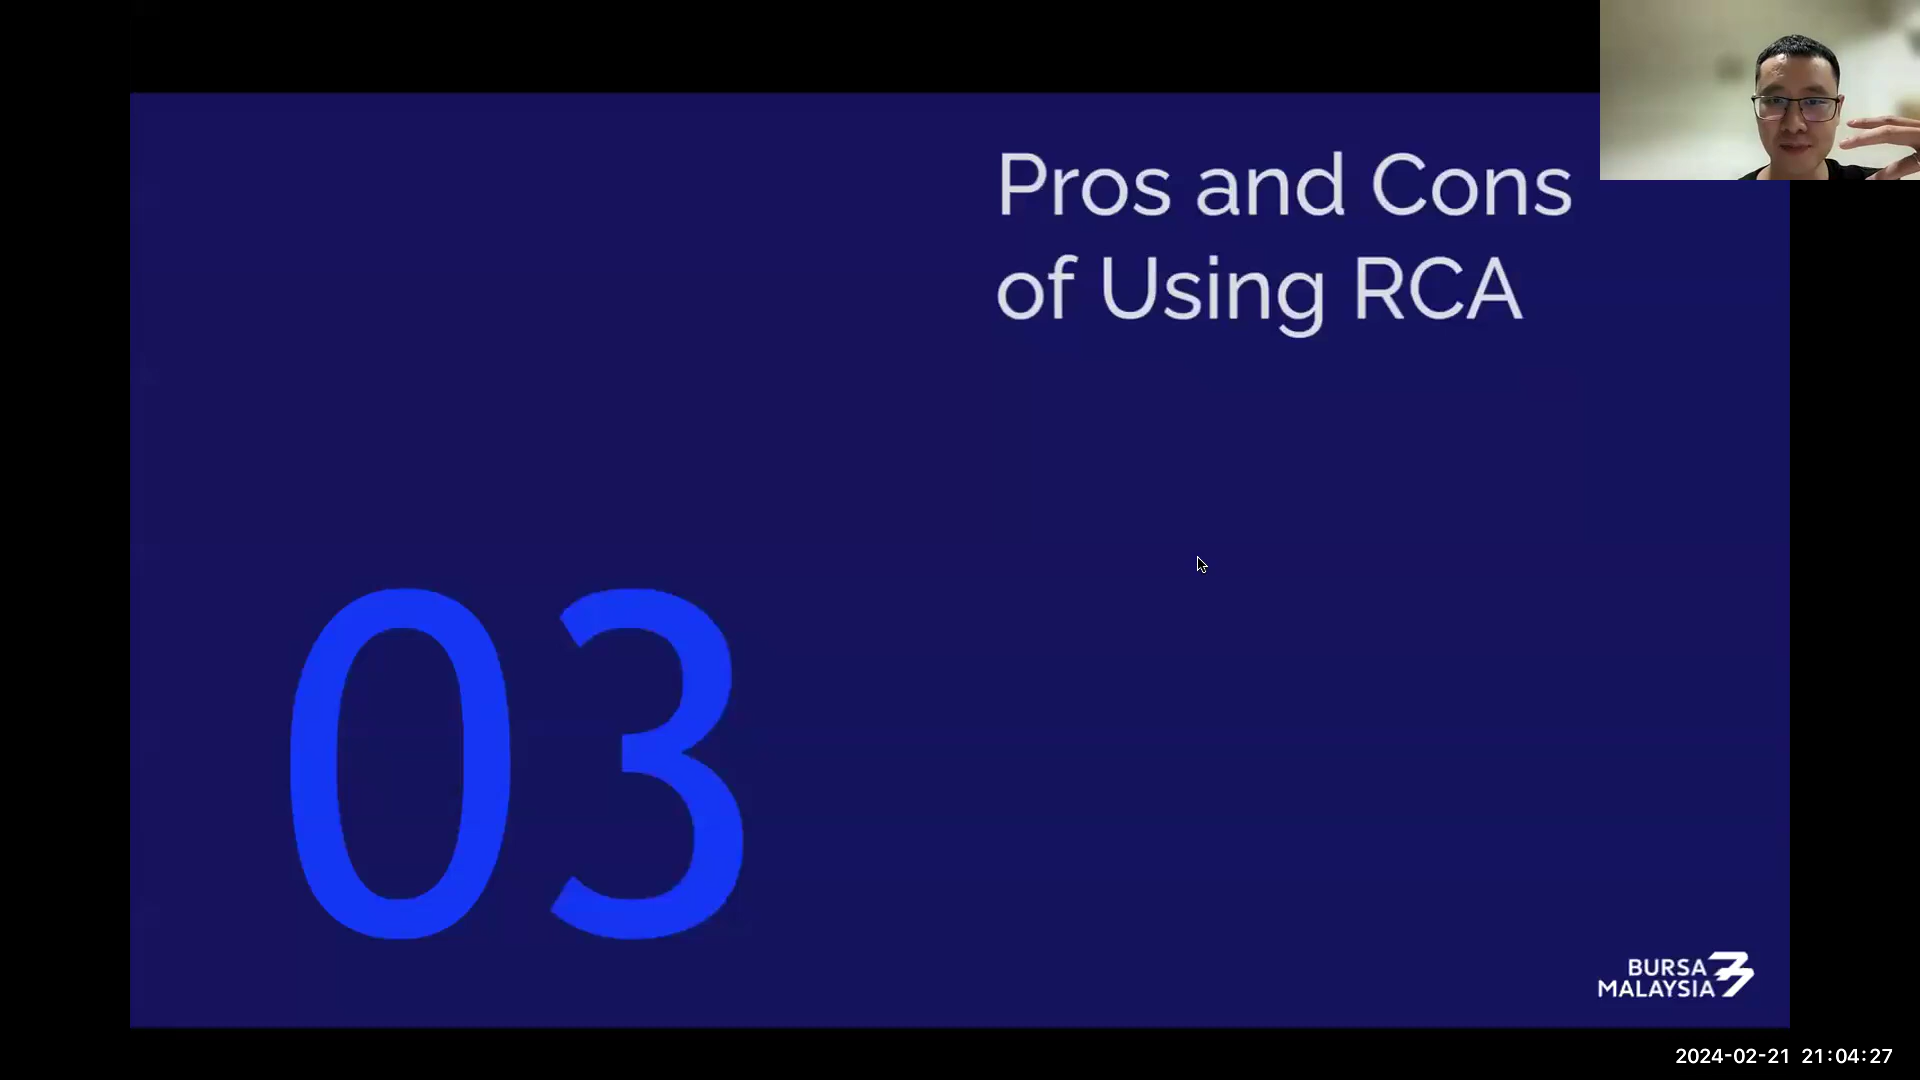 Pros and Cons
of Using RCA
03
BURSA
MALAYSIA
2024-02-21 21:04:27